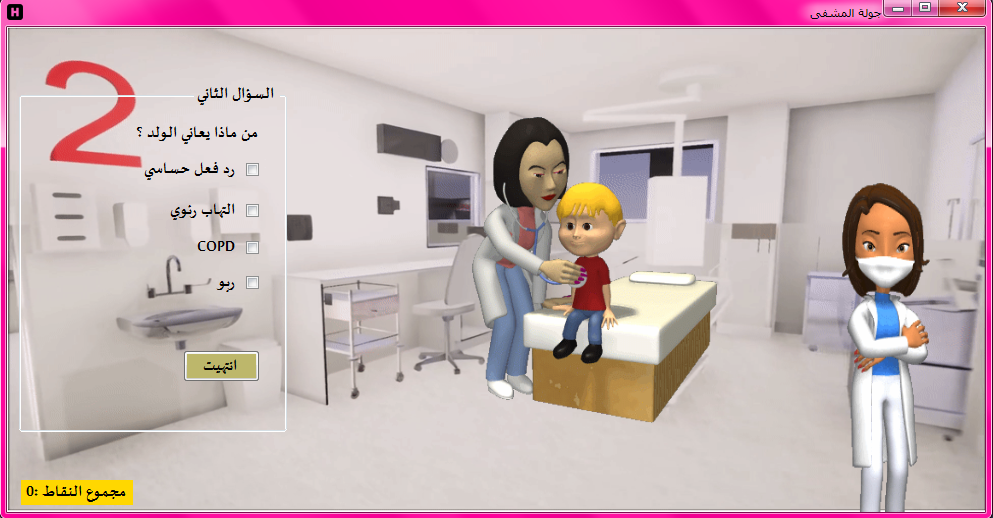 H
جولة المشفى
2
السؤال الثاني
من ماذا يعاني الولد ؟
رد فعل حساسي
التهاب رئوي
COPD
ربو
انتهيت
مجموع النقاط :0